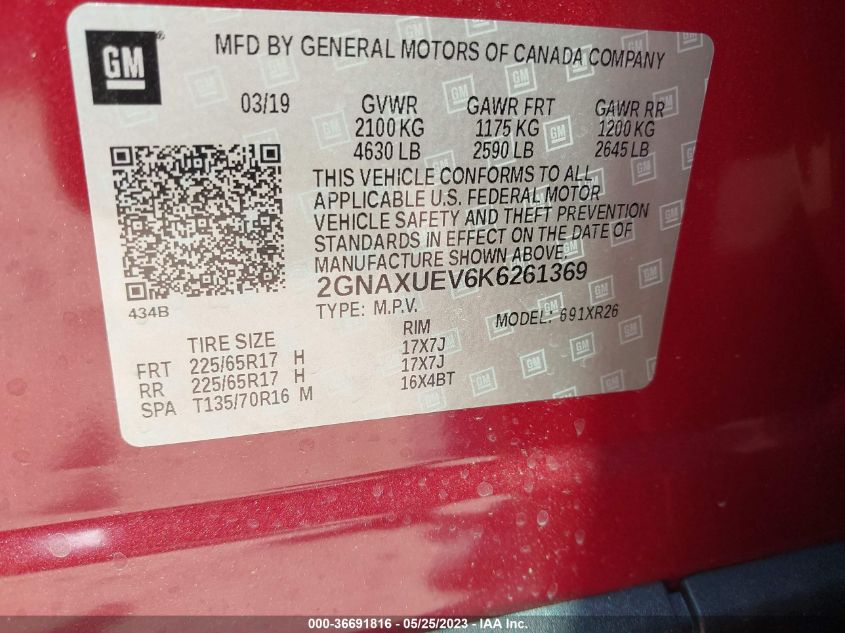 GM
MFD BY GENERAL MOTORS OF CANADA COMPANY
03/19 GVWR GAWR FRT GAWR RR
2100 KG 1175 KG 1200 KG
4630 LB 2590 LB 2645 LB
THIS VEHICLE CONFORMS TO ALL
APPLICABLE U.S. FEDERAL MOTOR
VEHICLE SAFETY AND THEFT PREVENTION
STANDARDS IN EFFECT ON THE DATE OF
MANUFACTURE SHOWN ABOVE.
2GNAXUEV6K6261369
434B
TYPE: M.P.V. MODEL: 691XR26
TIRE SIZE RIM
FRT 225/65R17 H 17X7J
RR 225/65R17 H 17X7J
SPA T135/70R16 M 16X4BT
000-36691816 - 05/25/2023 - IAA Inc.